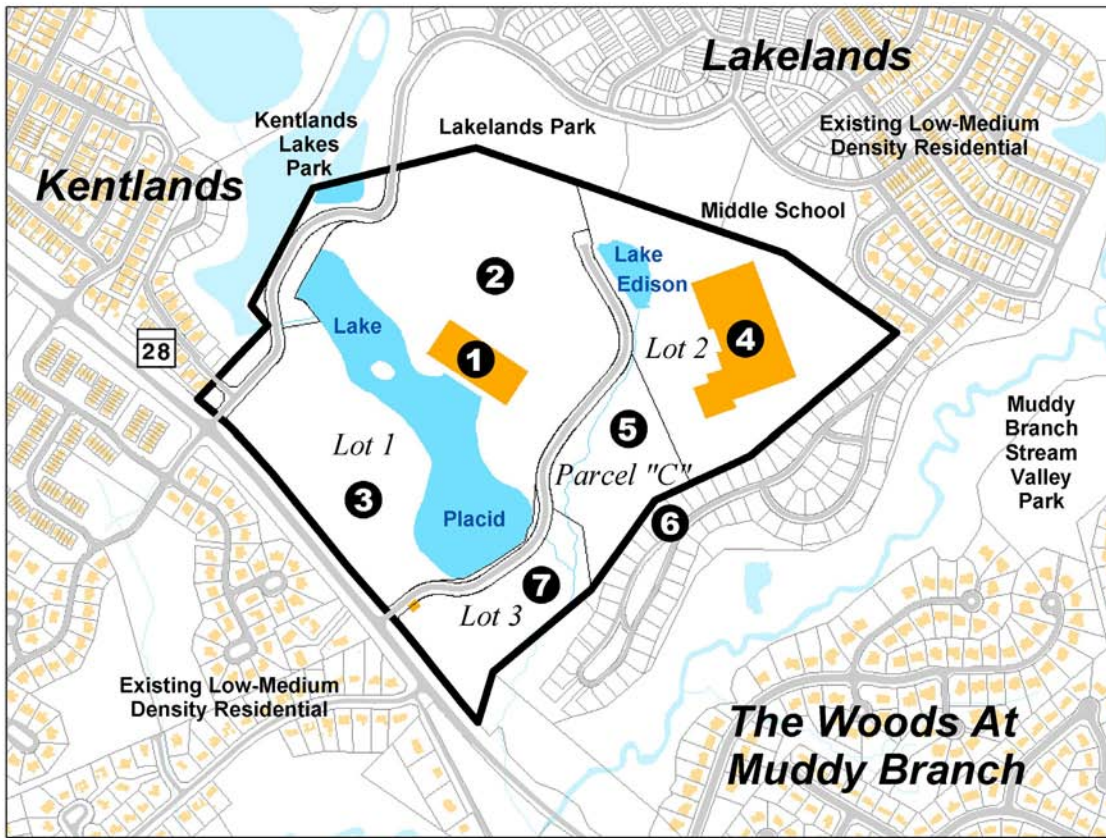 Lakelands
Kentlands
Lakes
Park
Lakelands Park
Existing Low-Medium
Density Residential
Kentlands
Middle School
2
Lake
Edison
28
Lake
1
Lot 2
4
Muddy
Branch
Stream
Valley
Park
Lot 1
5
Parcel "C"
3
Placid
6
7
Lot 3
Existing Low-Medium
Density Residential
The Woods At
Muddy Branch